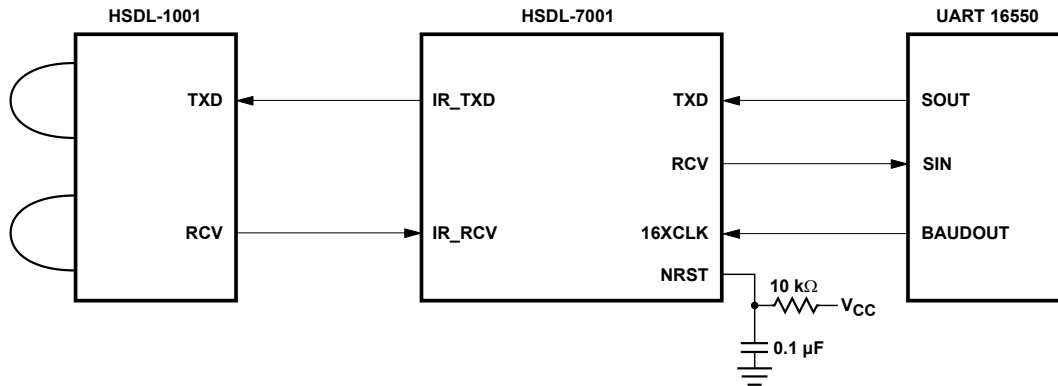 HSDL-1001
HSDL-7001
UART 16550
TXD
IR_TXD
TXD
SOUT
RCV
SIN
RCV
IR_RCV
16XCLK
BAUDOUT
NRST
10 kΩ
VCC
0.1 µF